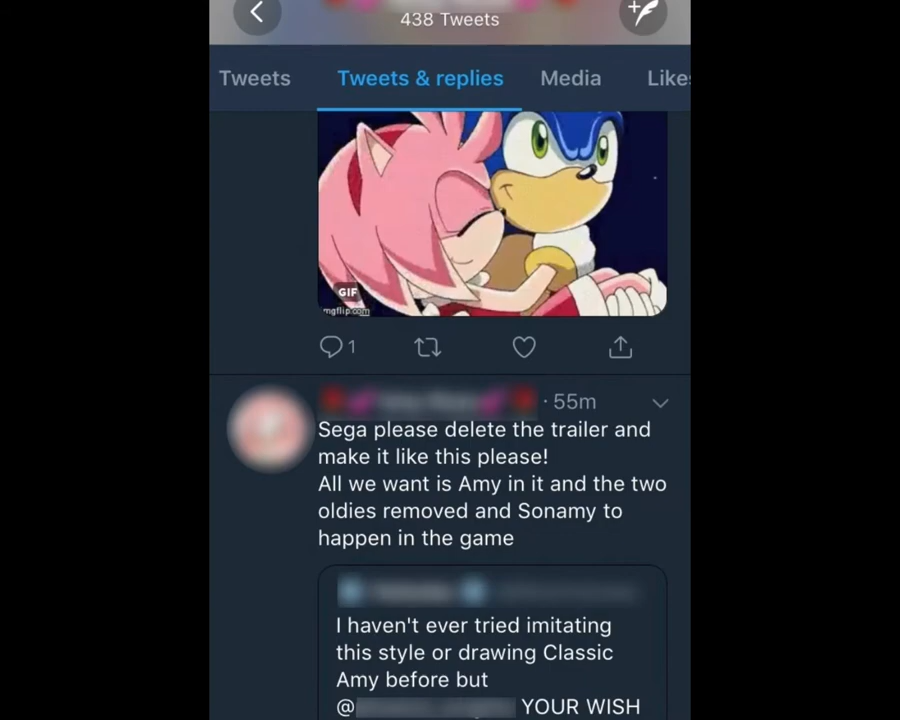 438 Tweets
Tweets Tweets & replies Media Likes
GIF
imgflip.com
1
· 55m
Sega please delete the trailer and
make it like this please!
All we want is Amy in it and the two
oldies removed and Sonamy to
happen in the game
I haven't ever tried imitating
this style or drawing Classic
Amy before but
@ YOUR WISH